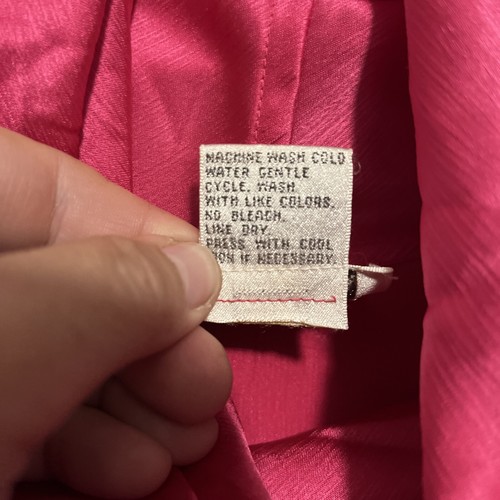 MACHINE WASH COLD
WATER GENTLE
CYCLE. WASH
WITH LIKE COLORS.
NO BLEACH.
LINE DRY.
PRESS WITH COOL
IRON IF NECESSARY.